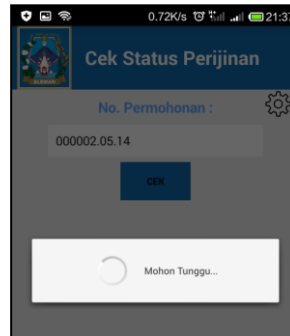 0.72K/s 21:37
Cek Status Perijinan
No. Permohonan :
000002.05.14
CEK
Mohon Tunggu...